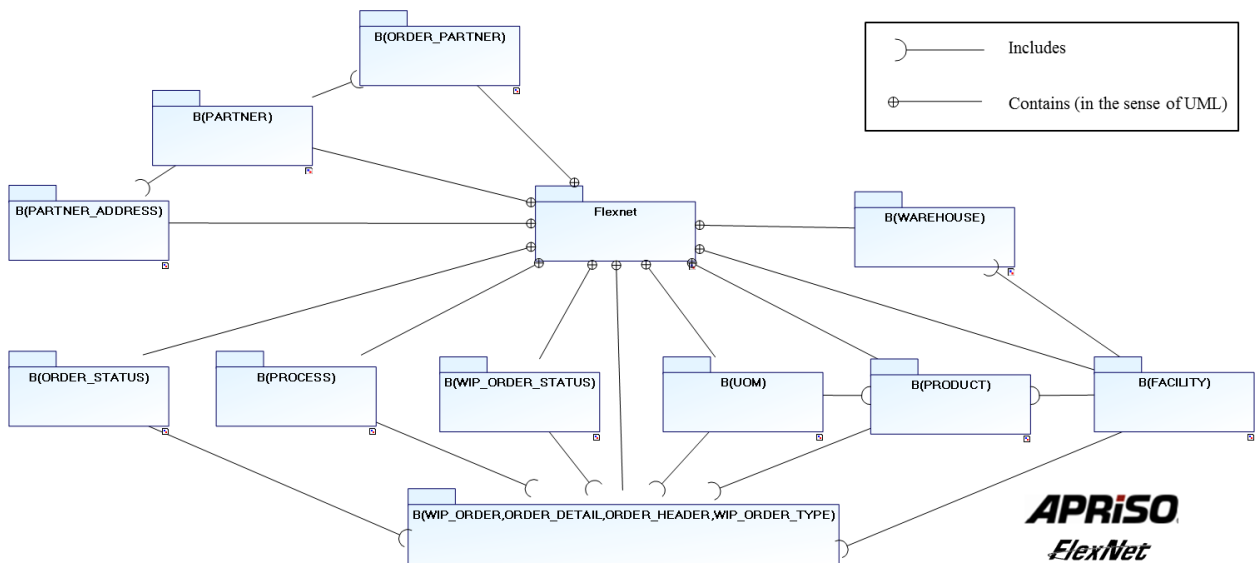 B(ORDER_PARTNER)
Includes
Contains (in the sense of UML)
B(PARTNER)
B(PARTNER_ADDRESS)
Flexnet
B(WAREHOUSE)
B(ORDER_STATUS)
B(PROCESS)
B(WIP_ORDER_STATUS)
B(UOM)
B(PRODUCT)
B(FACILITY)
B(WIP_ORDER,ORDER_DETAIL,ORDER_HEADER,WIP_ORDER_TYPE)
APRiSO
FlexNet